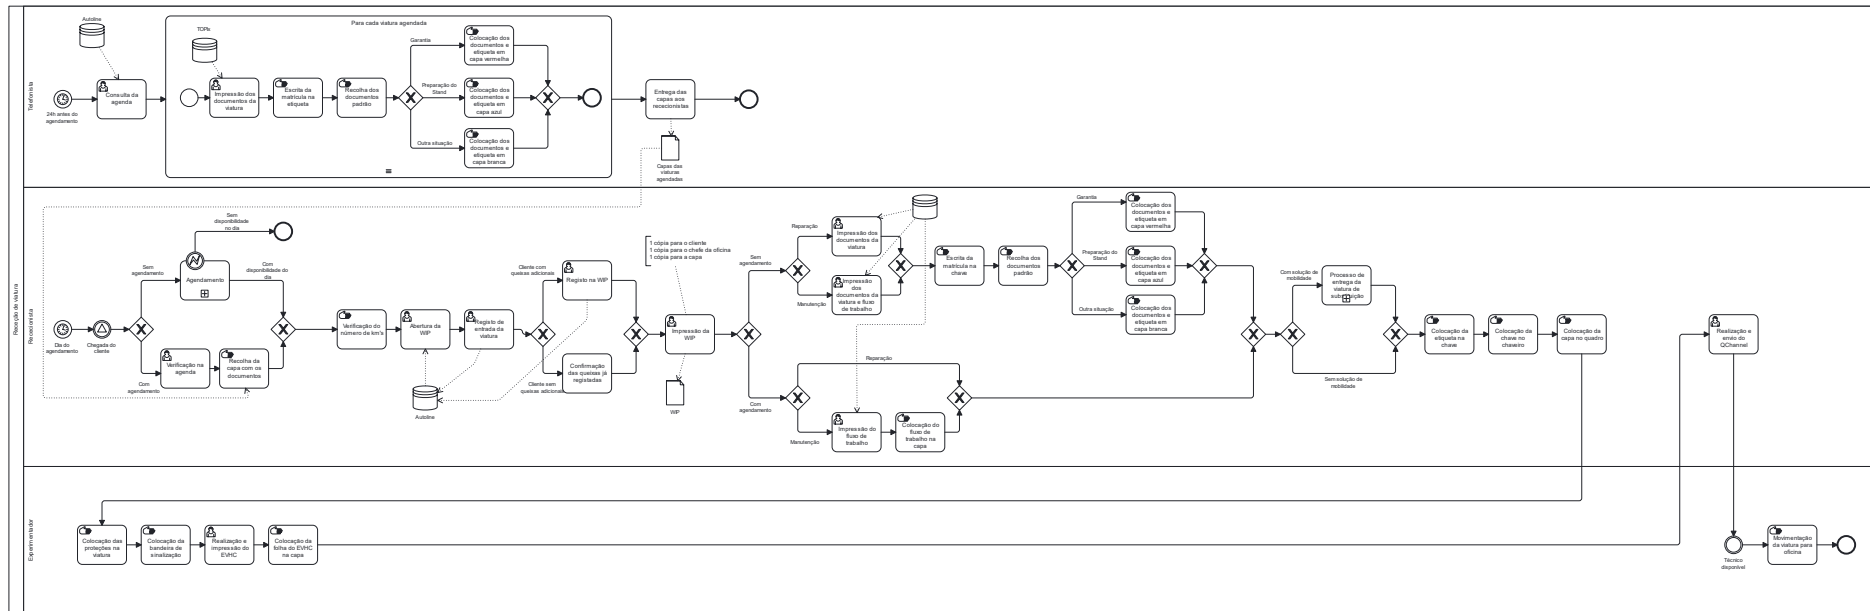 Receção de viatura
Telefonista
Autoline
24h antes do
agendamento
Consulta da
agenda
Para cada viatura agendada
TOPIs
Impressão dos
documentos da
viatura
Escrita da
matrícula na
etiqueta
Recolha dos
documentos
padrão
Garantia
Preparação do
Stand
Outra situação
Colocação dos
documentos e
etiqueta em
capa vermelha
Colocação dos
documentos e
etiqueta em
capa azul
Colocação dos
documentos e
etiqueta em
capa branca
Entrega das
capas aos
rececionistas
Capas das
viaturas
agendadas
Rececionista
Dia do
agendamento
Chegada do
cliente
Sem
agendamento
Com
agendamento
Sem
disponibilidade
no dia
Agendamento
Com
disponibilidade do
dia
Verificação na
agenda
Recolha da
capa com os
documentos
Verificação do
número de km's
Abertura da
WIP
Registo de
entrada da
viatura
Autoline
Cliente com
queixas adicionais
Registo na WIP
Cliente sem
queixas adicionais
Confirmação
das queixas já
registadas
1 cópia para o cliente
1 cópia para o chefe da oficina
1 cópia para a capa
Impressão da
WIP
WIP
Sem
agendamento
Com
agendamento
Reparação
Manutenção
Impressão dos
documentos da
viatura
Impressão
dos
documentos da
viatura e fluxo
de trabalho
Escrita da
matrícula na
chave
Recolha dos
documentos
padrão
Garantia
Preparação do
Stand
Outra situação
Colocação dos
documentos e
etiqueta em
capa vermelha
Colocação dos
documentos e
etiqueta em
capa azul
Colocação dos
documentos e
etiqueta em
capa branca
Reparação
Manutenção
Impressão do
fluxo de
trabalho
Colocação do
fluxo de
trabalho na
capa
Com solução de
mobilidade
Processo de
entrega da
viatura de
substituição
Sem solução de
mobilidade
Colocação da
etiqueta na
chave
Colocação da
chave no
chaveiro
Colocação da
capa no quadro
Realização e
envio do
QChannel
Experimentador
Colocação das
proteções na
viatura
Colocação da
bandeira de
sinalização
Realização e
impressão do
EVHC
Colocação da
folha do EVHC
na capa
Técnico
disponível
Movimentação
da viatura para
oficina